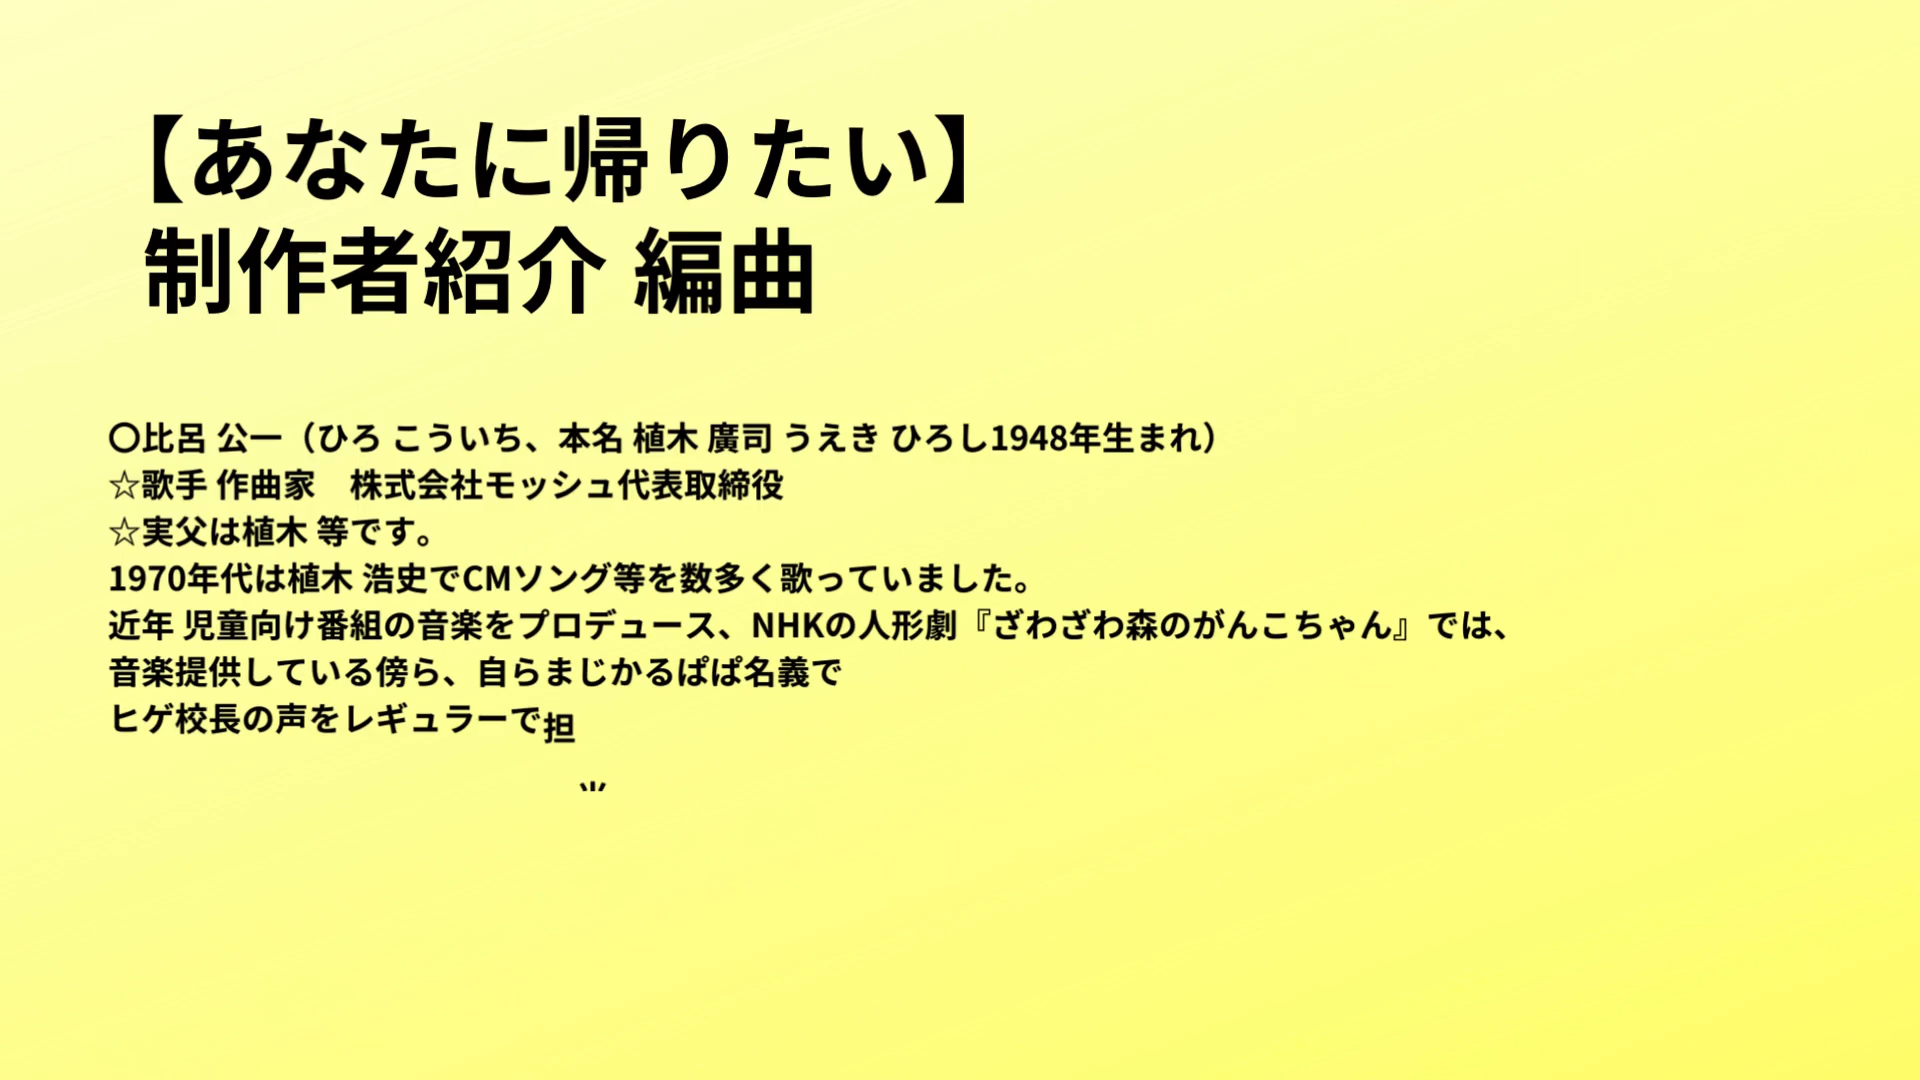 【あなたに帰りたい】
制作者紹介 編曲
〇比呂 公一（ひろ こういち、本名 植木 廣司 うえき ひろし1948年生まれ）
☆歌手 作曲家　株式会社モッシュ代表取締役
☆実父は植木 等です。
1970年代は植木 浩史でCMソング等を数多く歌っていました。
近年 児童向け番組の音楽をプロデュース、NHKの人形劇『ざわざわ森のがんこちゃん』では、
音楽提供している傍ら、自らまじかるぱぱ名義で
ヒゲ校長の声をレギュラーで担